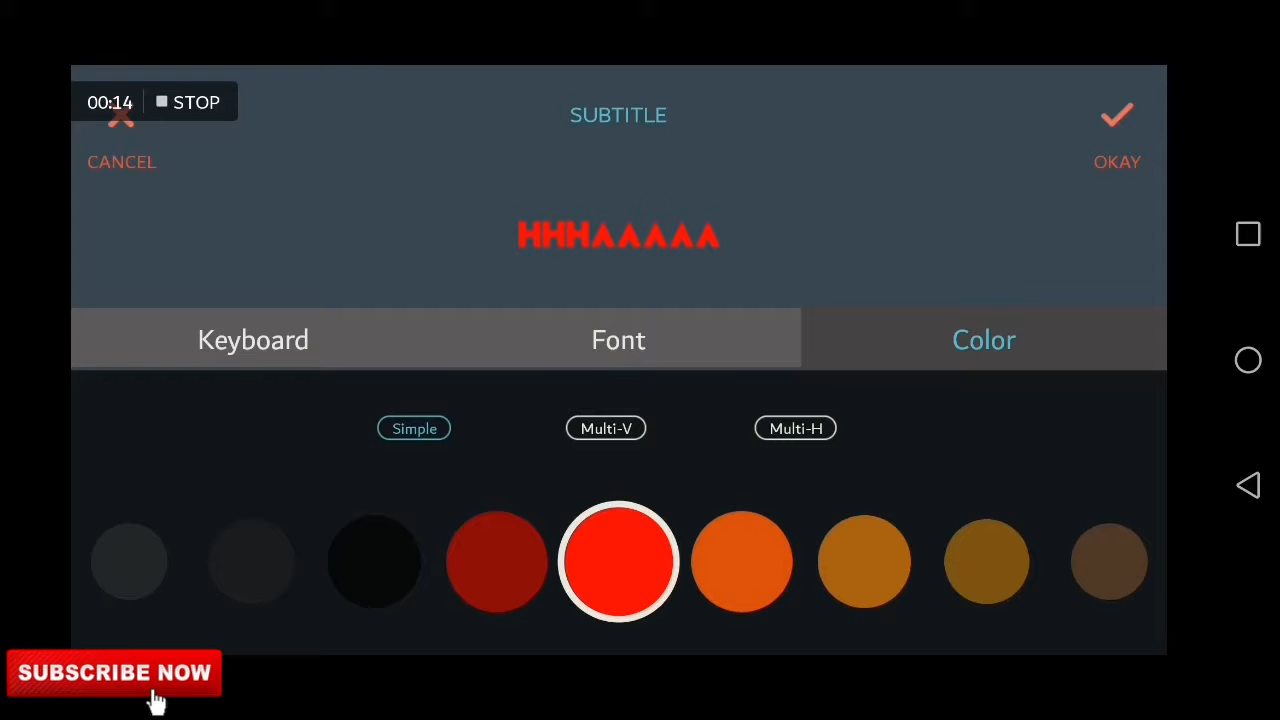 00:14 STOP
SUBTITLE
CANCEL
OKAY
HHHAAAAA
Keyboard Font Color
Simple Multi-V Multi-H
SUBSCRIBE NOW